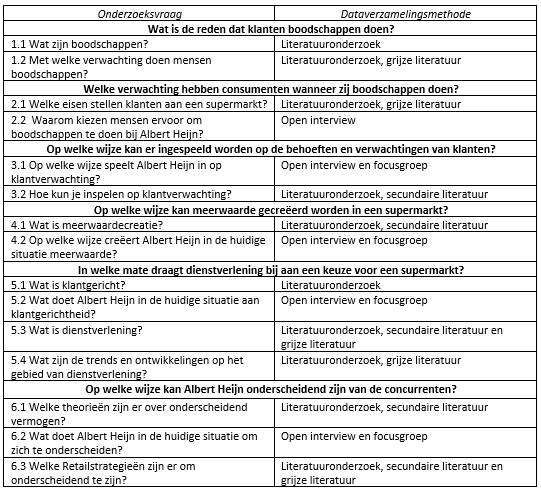 Onderzoeksvraag Dataverzamelingsmethode
Wat is de reden dat klanten boodschappen doen?
1.1 Wat zijn boodschappen? Literatuuronderzoek
1.2 Met welke verwachting doen mensen Literatuuronderzoek, grijze literatuur
boodschappen?
Welke verwachting hebben consumenten wanneer zij boodschappen doen?
2.1 Welke eisen stellen klanten aan een supermarkt? Literatuuronderzoek, grijze literatuur
2.2 Waarom kiezen mensen ervoor om Open interview
boodschappen te doen bij Albert Heijn?
Op welke wijze kan er ingespeeld worden op de behoeften en verwachtingen van klanten?
3.1 Op welke wijze speelt Albert Heijn in op Open interview en focusgroep
klantverwachting?
3.2 Hoe kun je inspelen op klantverwachting? Literatuuronderzoek, secundaire literatuur
Op welke wijze kan meerwaarde gecreëerd worden in een supermarkt?
4.1 Wat is meerwaardecreatie? Literatuuronderzoek, secundaire literatuur
4.2 Op welke wijze creëert Albert Heijn in de huidige Open interview en focusgroep
situatie meerwaarde?
In welke mate draagt dienstverlening bij aan een keuze voor een supermarkt?
5.1 Wat is klantgericht? Literatuuronderzoek
5.2 Wat doet Albert Heijn in de huidige situatie aan Open interview en focusgroep
klantgerichtheid?
5.3 Wat is dienstverlening? Literatuuronderzoek, secundaire literatuur en
grijze literatuur
5.4 Wat zijn de trends en ontwikkelingen op het Literatuuronderzoek, grijze literatuur
gebied van dienstverlening?
Op welke wijze kan Albert Heijn onderscheidend zijn van de concurrenten?
6.1 Welke theorieën zijn er over onderscheidend Literatuuronderzoek, secundaire literatuur
vermogen?
6.2 Wat doet Albert Heijn in de huidige situatie om Open interview en focusgroep
zich te onderscheiden?
6.3 Welke Retailstrategieën zijn er om Literatuuronderzoek, secundaire literatuur en
onderscheidend te zijn? grijze literatuur